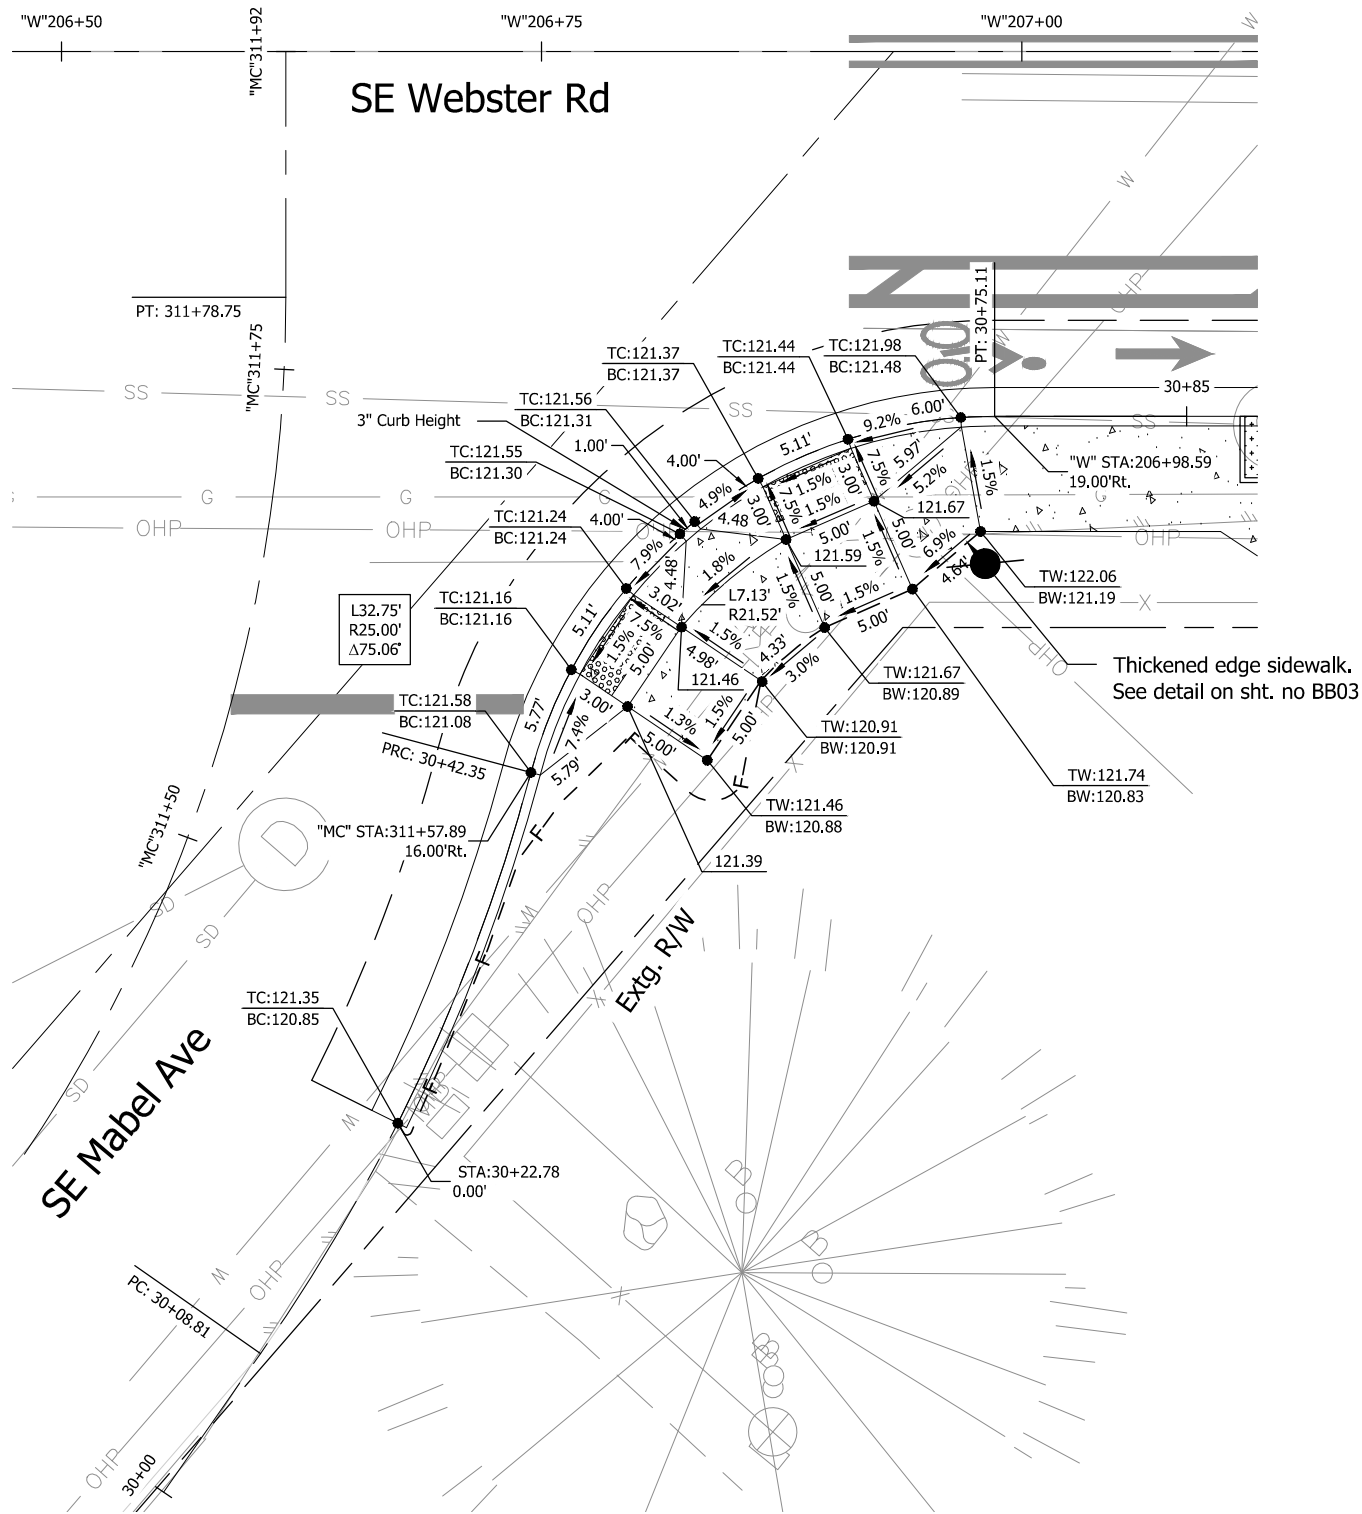 "W"206+50
"W"206+75
"W"207+00
"MC"311+92
SE Webster Rd
W
W
W
OHP
PT: 311+78.75
"MC"311+75
PT: 30+75.11
TC:121.37
BC:121.37
TC:121.44
BC:121.44
TC:121.98
BC:121.48
30+85
SS
SS
SS
SS
TC:121.56
BC:121.31
3" Curb Height
1.00'
TC:121.55
BC:121.30
4.00'
5.11'
9.2%
6.00'
"W" STA:206+98.59
19.00'Rt.
G
G
G
G
OHP
OHP
OHP
OHP
TC:121.24
BC:121.24
4.00'
4.9%
4.48
3.00'
7.5%
1.5%
1.5%
3.00'
7.5%
5.97'
5.2%
1.5%
121.67
7.9%
4.48'
1.8%
5.00'
121.59
5.00'
1.5%
6.9%
4.64'
TW:122.06
BW:121.19
X
L32.75'
R25.00'
Δ75.06'
TC:121.16
BC:121.16
5.11'
3.02'
7.5%
1.5%
5.00'
L7.13'
R21.52'
1.5%
5.00'
1.5%
5.00'
1.5%
4.98'
4.33'
3.0%
121.46
TW:121.67
BW:120.89
OHP
Thickened edge sidewalk.
See detail on sht. no BB03
TC:121.58
BC:121.08
5.77'
3.00'
7.4%
5.79'
1.3%
5.00'
1.5%
5.00'
TW:120.91
BW:120.91
PRC: 30+42.35
TW:121.74
BW:120.83
TW:121.46
BW:120.88
F
F
X
"MC"311+50
"MC" STA:311+57.89
16.00'Rt.
121.39
D
F
SD
SD
W
OHP
Extg. R/W
F
X
TC:121.35
BC:120.85
SE Mabel Ave
SD
F
W
STA:30+22.78
0.00'
B
B
W
OHP
PC: 30+08.81
X
B
B
OHP
30+00